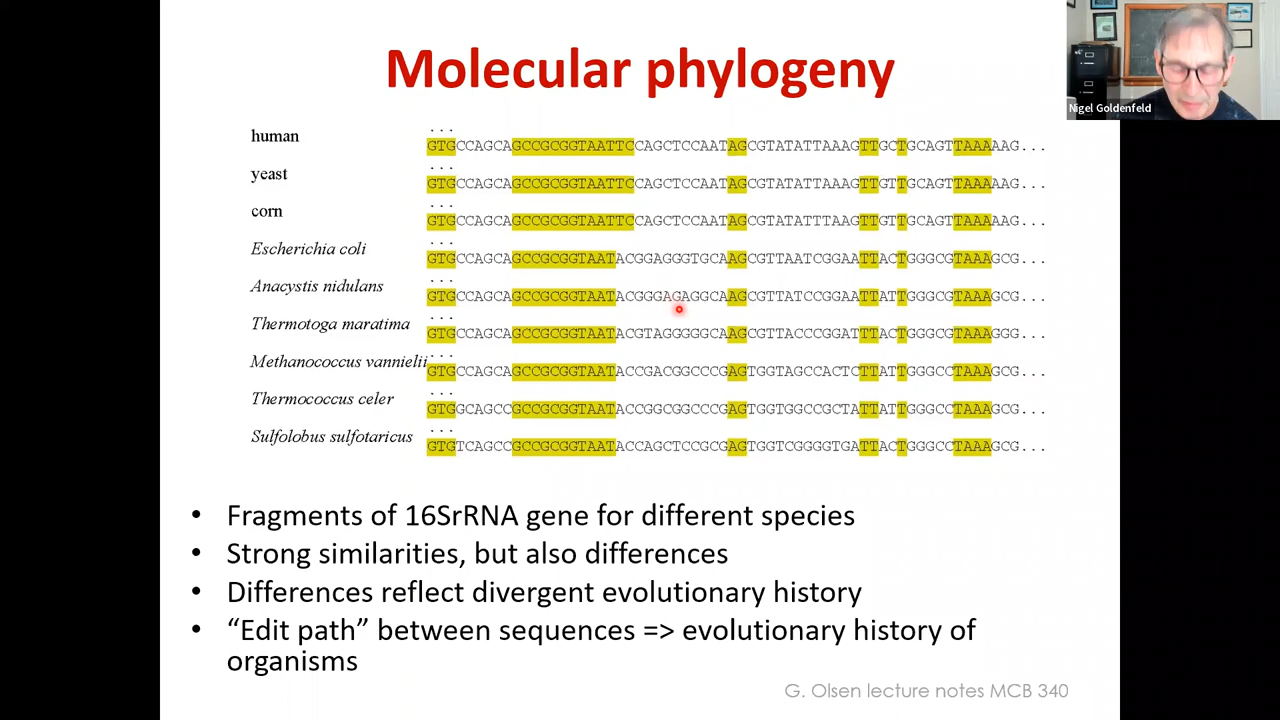 Molecular phylogeny
Nigel Goldenfeld
...
human GTGCCAGCAGCCGCGGTAATTCCAGCTCCAATAGCGTATATTAAAGTTGCTGCAGTTAAAAAG...
...
yeast GTGCCAGCAGCCGCGGTAATTCCAGCTCCAATAGCGTATATTAAAGTTGTTGCAGTTAAAAAG...
...
corn GTGCCAGCAGCCGCGGTAATTCCAGCTCCAATAGCGTATATTTAAGTTGTTGCAGTTAAAAAG...
...
Escherichia coli GTGCCAGCAGCCGCGGTAATACGGAGGGTGCAAGCGTTAATCGGAATTACTGGGCGTAAAGCG...
...
Anacystis nidulans GTGCCAGCAGCCGCGGTAATACGGGAGAGGCAAGCGTTATCCGGAATTATTGGGCGTAAAGCG...
...
Thermotoga maratima GTGCCAGCAGCCGCGGTAATACGTAGGGGGCAAGCGTTACCCGGATTTACTGGGCGTAAAGGG...
...
Methanococcus vannielii GTGCCAGCAGCCGCGGTAATACCGACGGCCCGAGTGGTAGCCACTCTTATTGGGCCTAAAGCG...
...
Thermococcus celer GTGGCAGCCGCCGCGGTAATACCGGCGGCCCGAGTGGTGGCCGCTATTATTGGGCCTAAAGCG...
...
Sulfolobus sulfotaricus GTGTCAGCCGCCGCGGTAATACCAGCTCCGCGAGTGGTCGGGGTGATTACTGGGCCTAAAGCG...
• Fragments of 16SrRNA gene for different species
• Strong similarities, but also differences
• Differences reflect divergent evolutionary history
• “Edit path” between sequences => evolutionary history of
organisms
G. Olsen lecture notes MCB 340